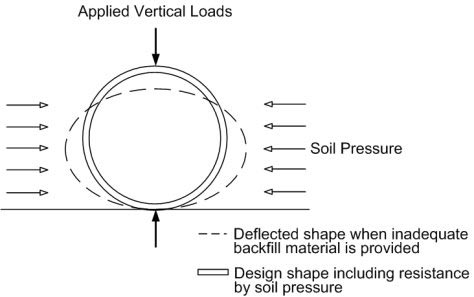 Applied Vertical Loads
Soil Pressure
Deflected shape when inadequate
backfill material is provided
Design shape including resistance
by soil pressure